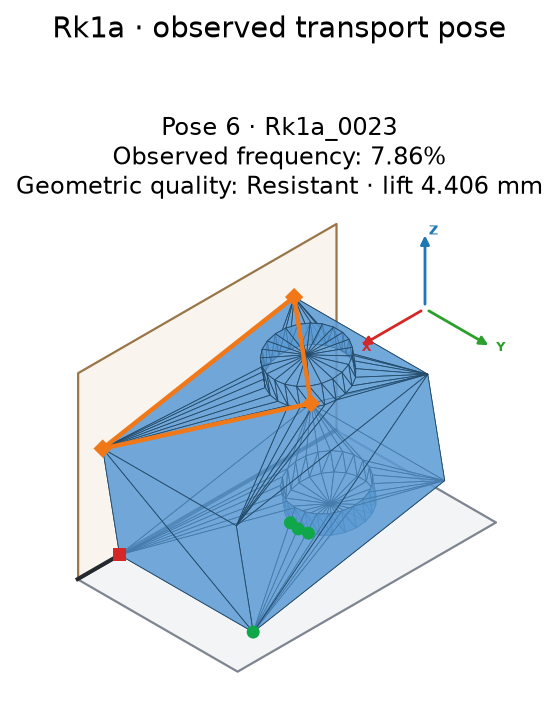 Rk1a · observed transport pose
Pose 6 · Rk1a_0023
Observed frequency: 7.86%
Geometric quality: Resistant · lift 4.406 mm
Z
X
Y